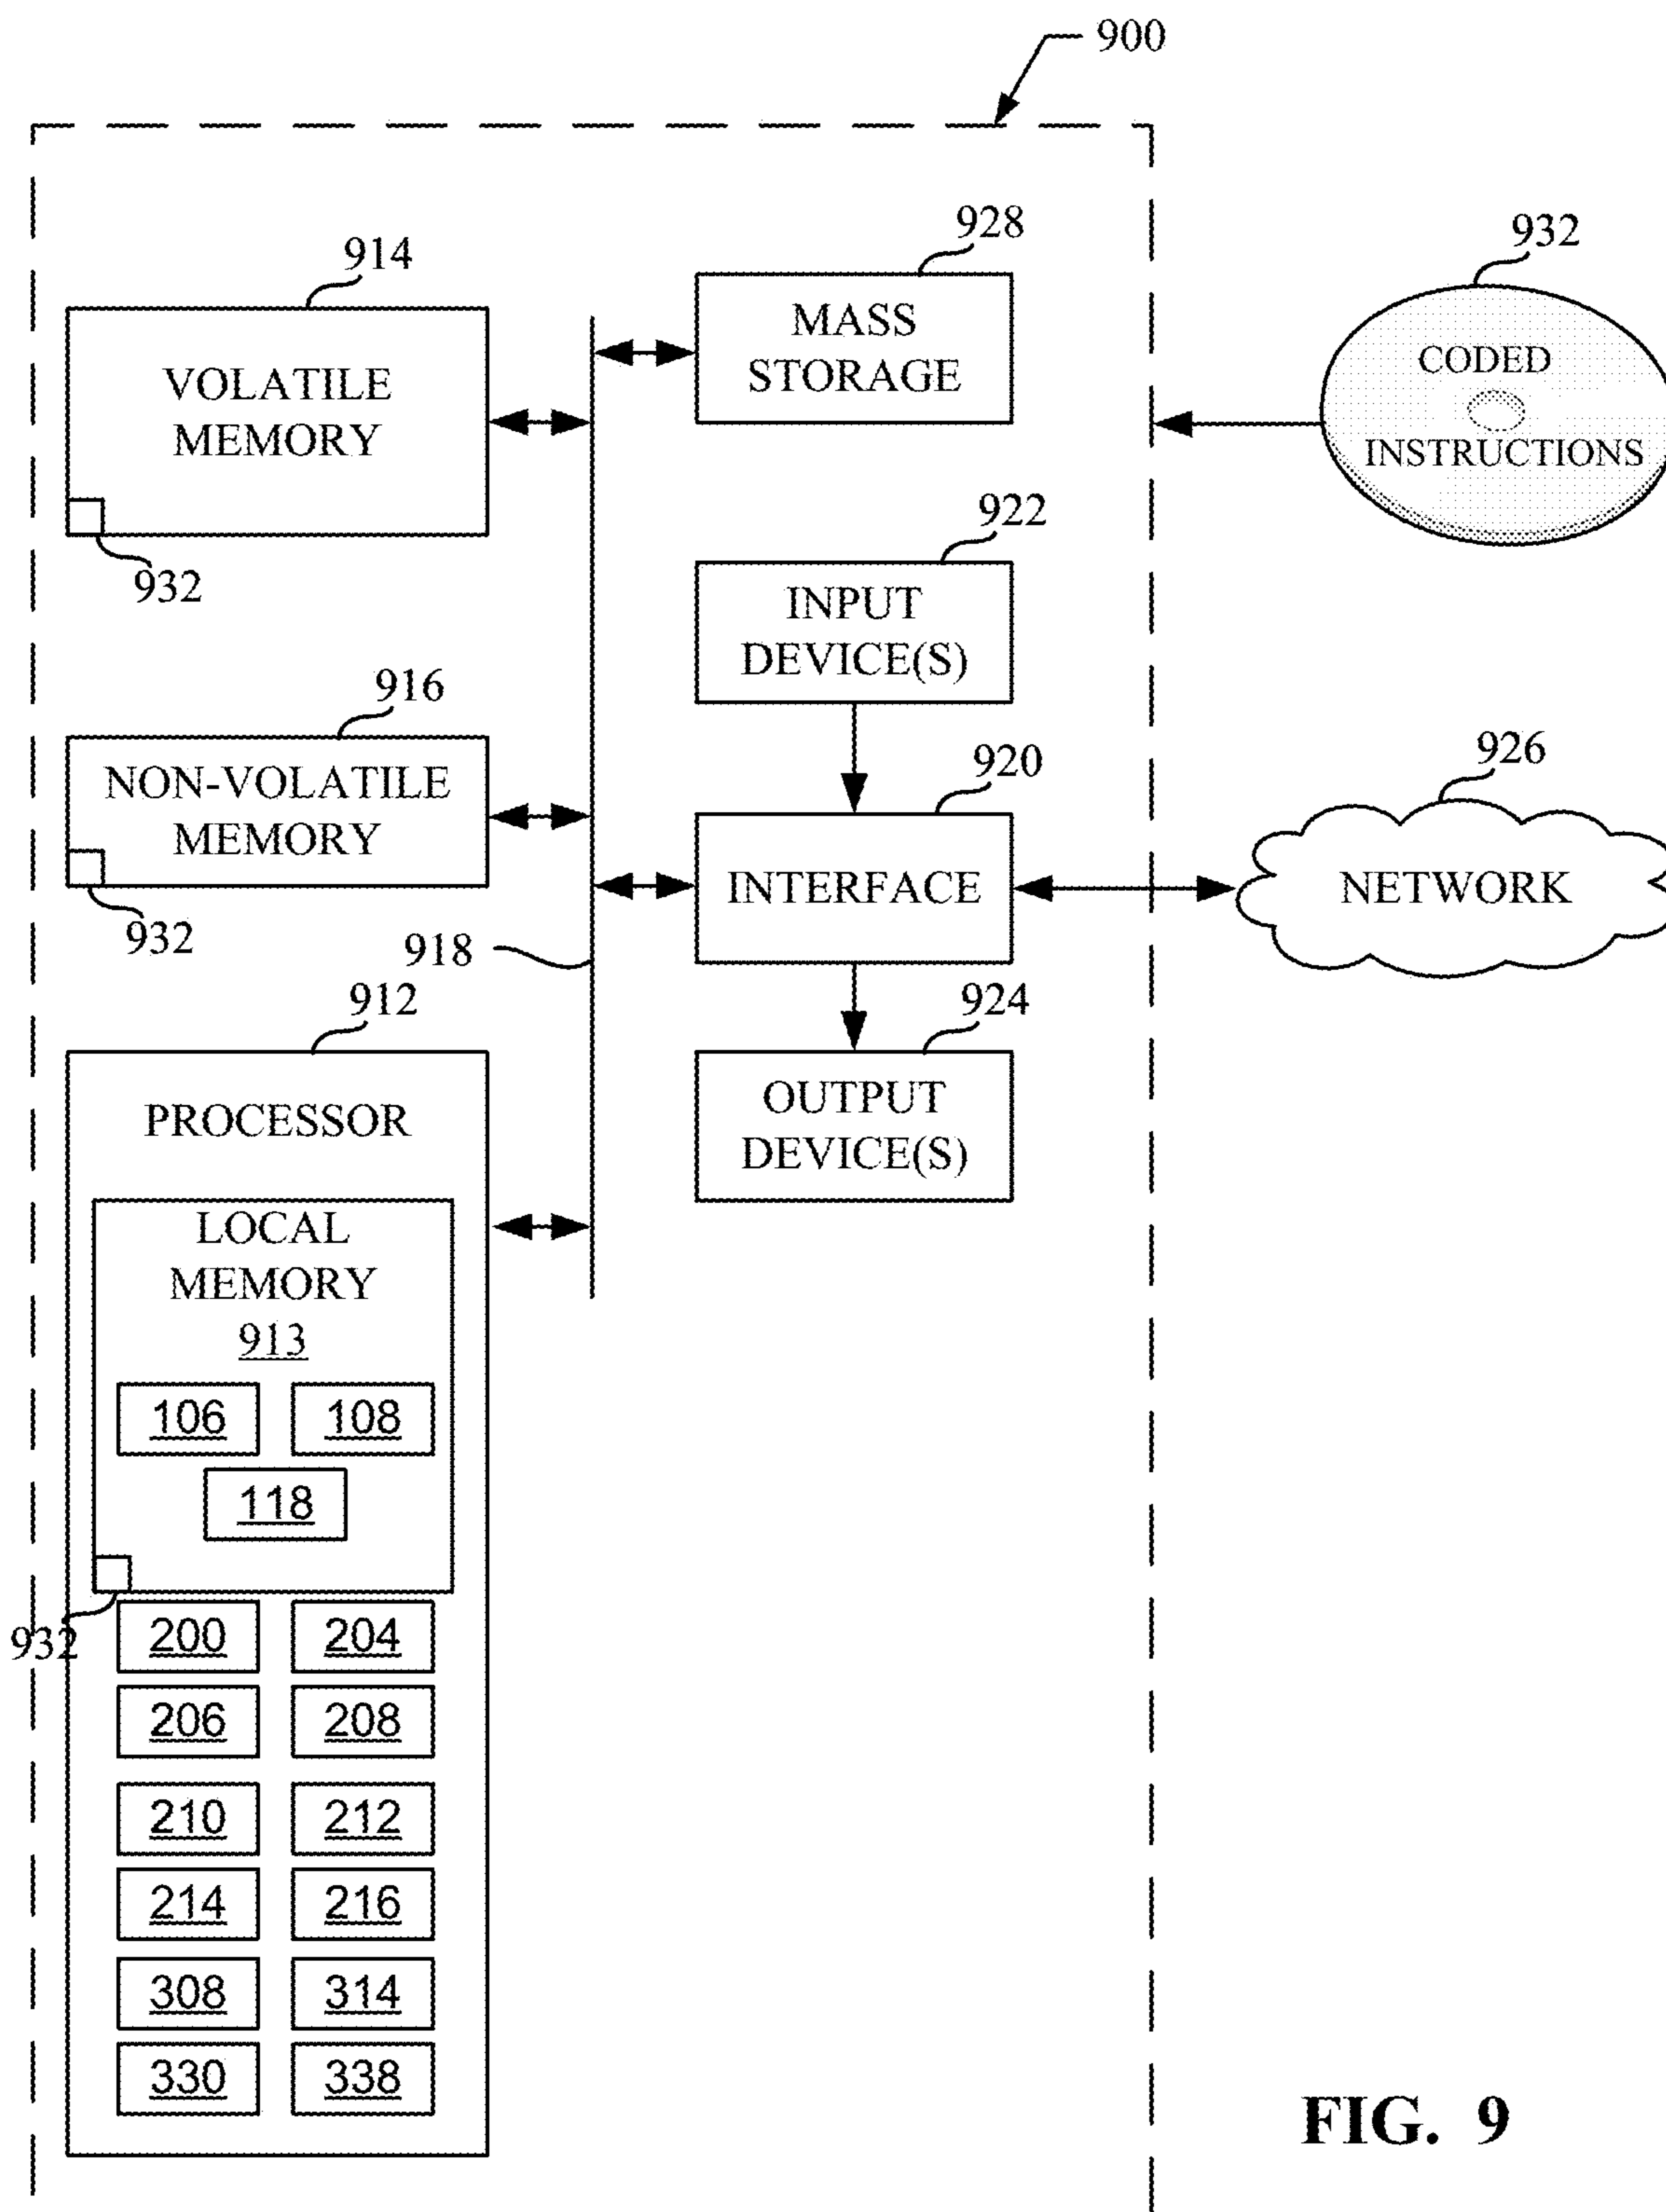 900
914
VOLATILE
MEMORY
932
928
MASS
STORAGE
932
CODED
INSTRUCTIONS
922
INPUT
DEVICE(S)
916
NON-VOLATILE
MEMORY
932
918
920
INTERFACE
926
NETWORK
924
OUTPUT
DEVICE(S)
912
PROCESSOR
LOCAL
MEMORY
913
106 108
118
932
200 204
206 208
210 212
214 216
308 314
330 338
FIG. 9